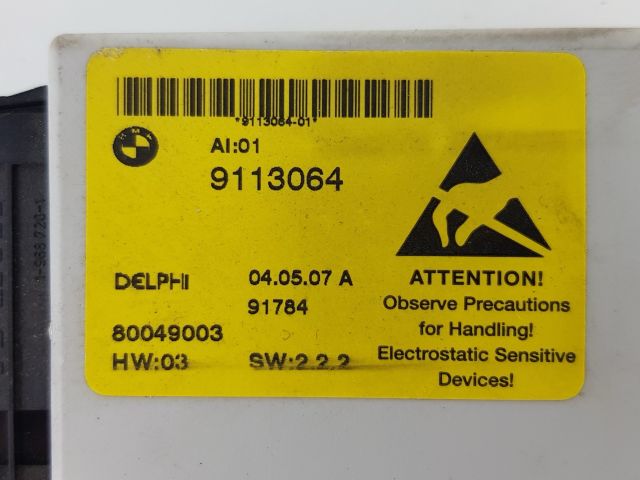 *9113064-01*
BMW
AI:01
9113064
DELPHI
04.05.07 A
91784
80049003
HW:03
SW:2.2.2
ATTENTION!
Observe Precautions
for Handling!
Electrostatic Sensitive
Devices!